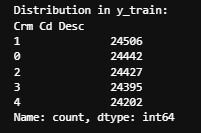 Distribution in y_train:
Crm Cd Desc
1    24506
0    24442
2    24427
3    24395
4    24202
Name: count, dtype: int64